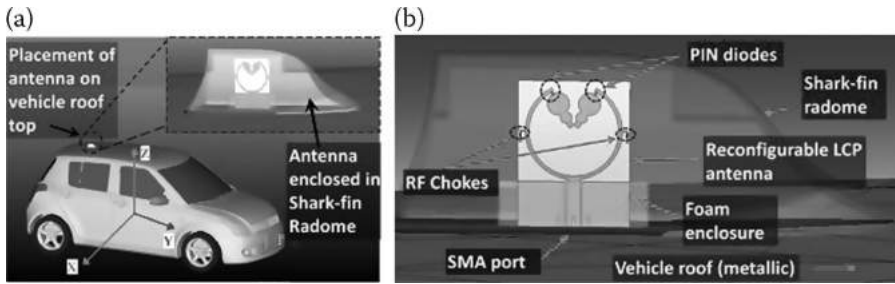 (a)
Placement of
antenna on
vehicle roof
top
Antenna
enclosed in
Shark-fin
Radome
Z
X
Y
(b)
PIN diodes
Shark-fin
radome
Reconfigurable LCP
antenna
RF Chokes
Foam
enclosure
SMA port
Vehicle roof (metallic)